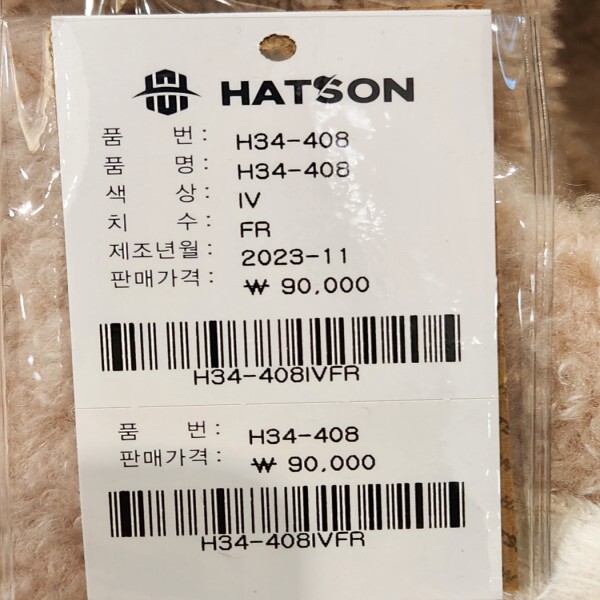 HATSON
품 번: H34-408
품 명: H34-408
색 상: IV
치 수: FR
제조년월: 2023-11
판매가격: ₩ 90,000
H34-408IVFR
품 번: H34-408
판매가격: ₩ 90,000
H34-408IVFR